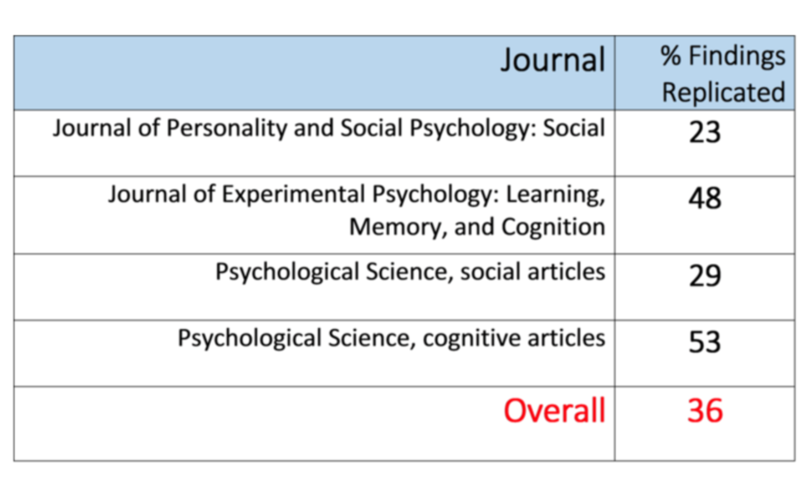 Journal
% Findings
Replicated
Journal of Personality and Social Psychology: Social
23
Journal of Experimental Psychology: Learning,
Memory, and Cognition
48
Psychological Science, social articles
29
Psychological Science, cognitive articles
53
Overall
36